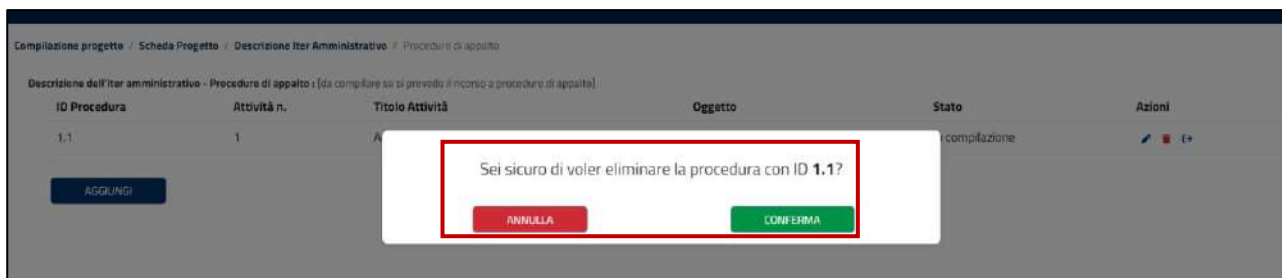 Compilazione progetto / Scheda Progetto / Descrizione Iter Amministrativo / Procedure di appalto
Descrizione dell'iter amministrativo - Procedure di appalto : [da compilare se si prevede il ricorso a procedure di appalto]
ID Procedura Attività n. Titolo Attività Oggetto Stato Azioni
1.1 1 A compilazione
Sei sicuro di voler eliminare la procedura con ID 1.1?
AGGIUNGI
ANNULLA CONFERMA